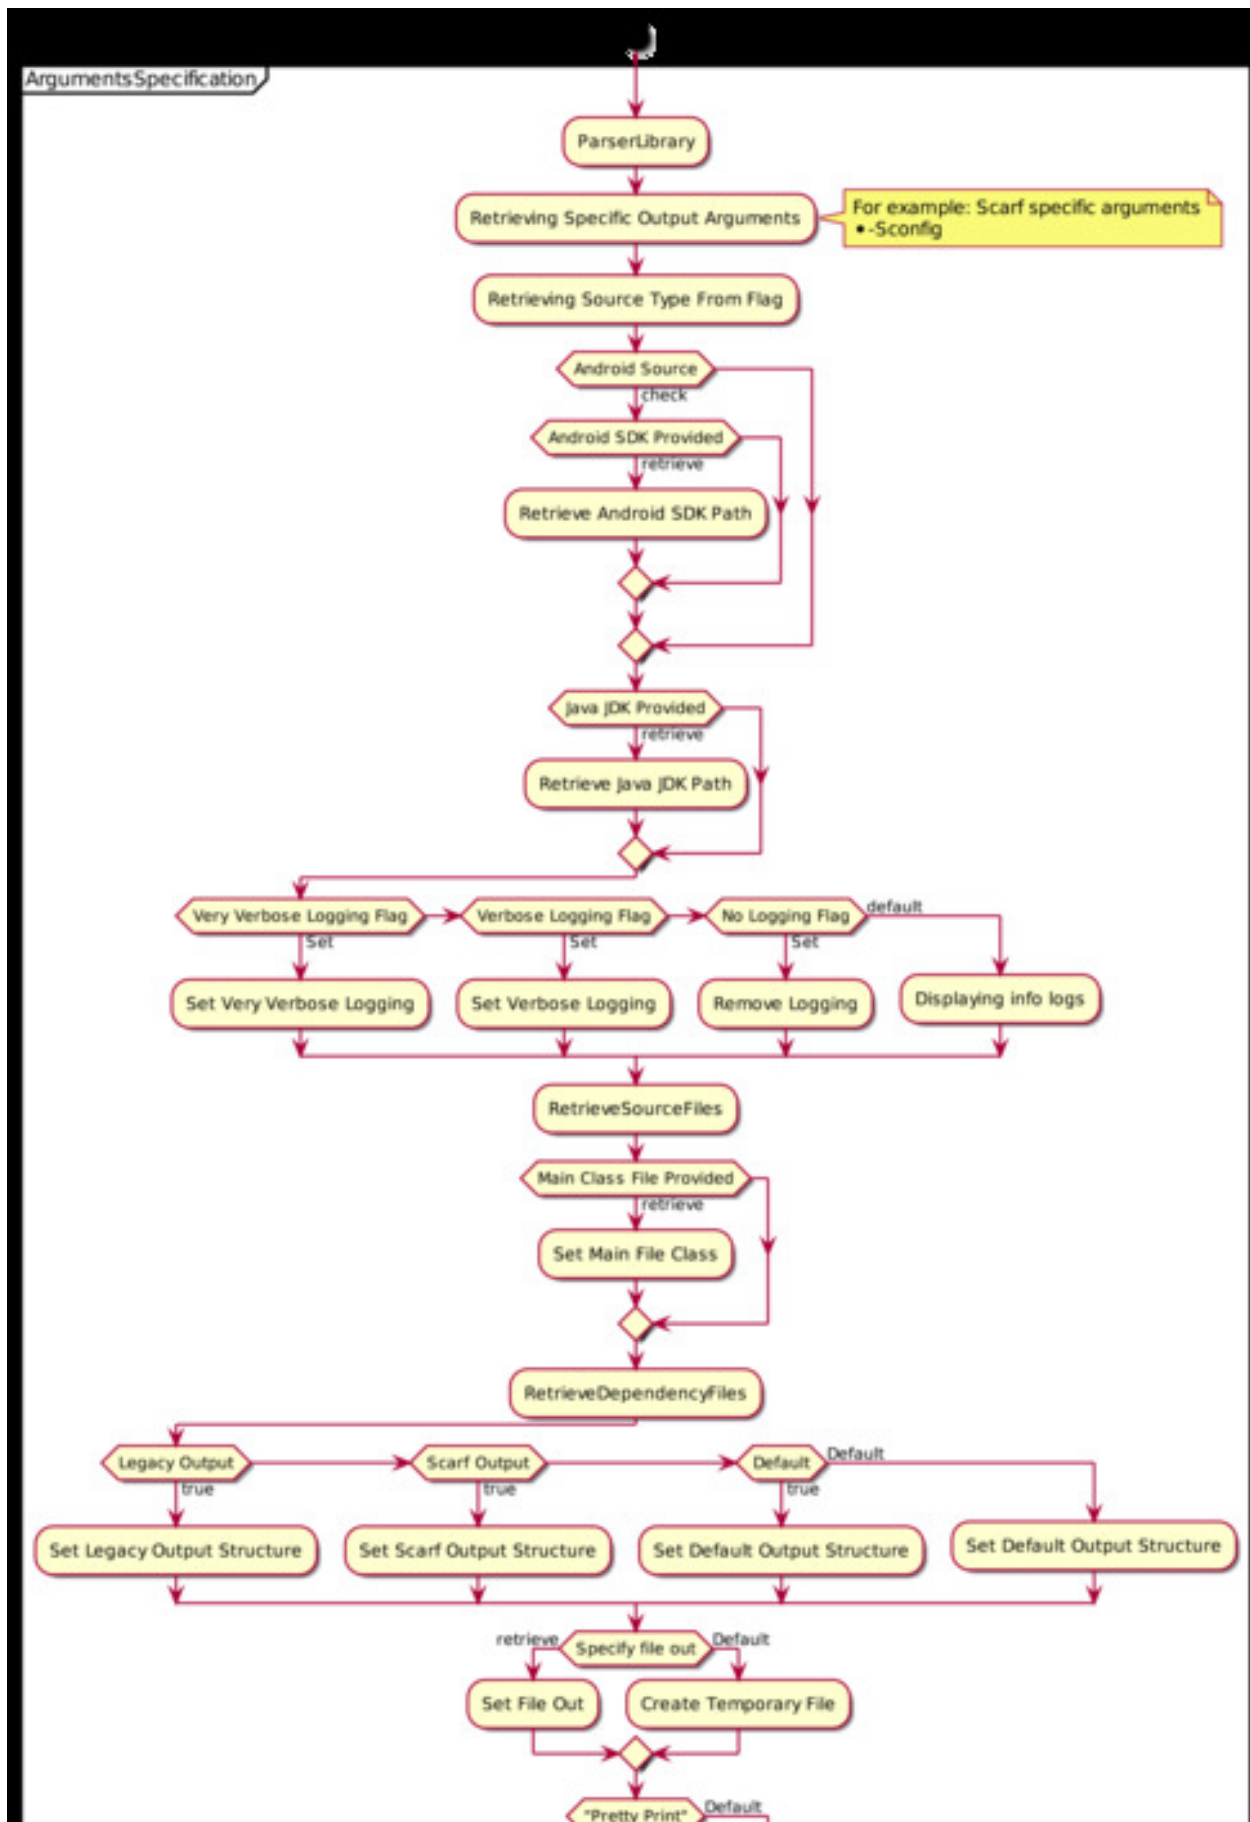 ArgumentsSpecification
ParserLibrary
Retrieving Specific Output Arguments
For example: Scarf specific arguments
•-Sconfig
Retrieving Source Type From Flag
Android Source
check
Android SDK Provided
retrieve
Retrieve Android SDK Path
Java JDK Provided
retrieve
Retrieve Java JDK Path
Very Verbose Logging Flag
Verbose Logging Flag
No Logging Flag
default
Set
Set
Set
Set Very Verbose Logging
Set Verbose Logging
Remove Logging
Displaying info logs
RetrieveSourceFiles
Main Class File Provided
retrieve
Set Main File Class
RetrieveDependencyFiles
Legacy Output
Scarf Output
Default
Default
true
true
true
Set Legacy Output Structure
Set Scarf Output Structure
Set Default Output Structure
Set Default Output Structure
retrieve
Specify file out
Default
Set File Out
Create Temporary File
"Pretty Print"
Default